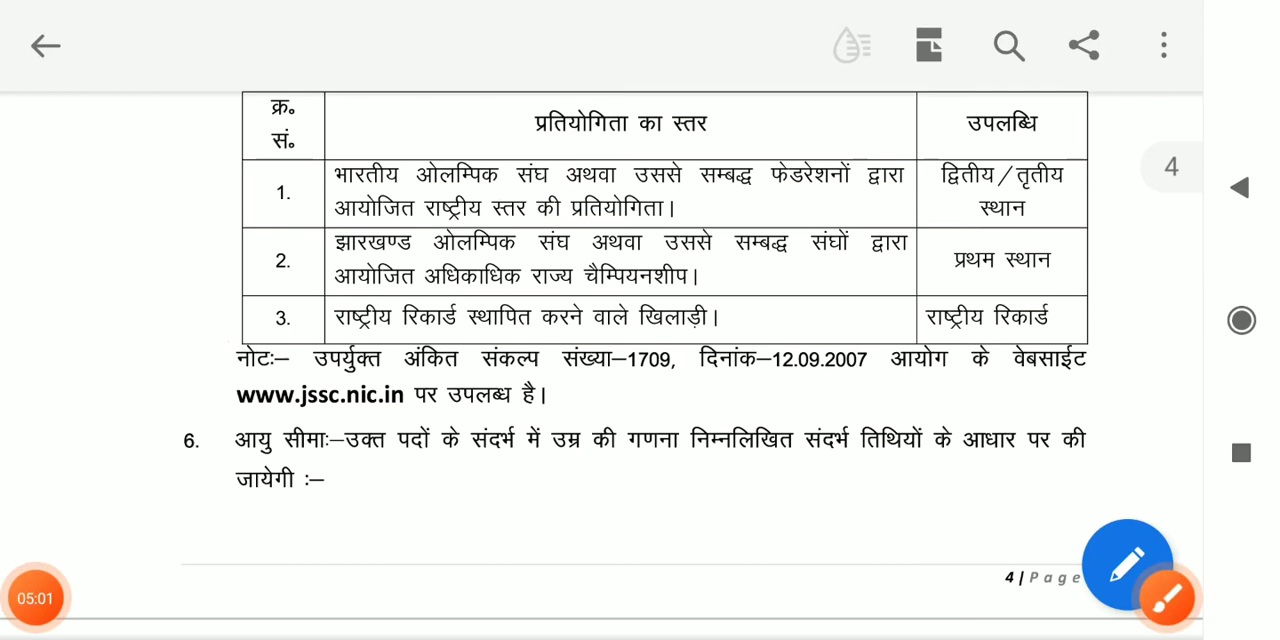 क्र॰ सं॰
प्रतियोगिता का स्तर
उपलब्धि
4
1.
भारतीय ओलम्पिक संघ अथवा उससे सम्बद्ध फेडरेशनों द्वारा
आयोजित राष्ट्रीय स्तर की प्रतियोगिता।
द्वितीय/तृतीय
स्थान
2.
झारखण्ड ओलम्पिक संघ अथवा उससे सम्बद्ध संघों द्वारा
आयोजित अधिकाधिक राज्य चैम्पियनशीप।
प्रथम स्थान
3.
राष्ट्रीय रिकार्ड स्थापित करने वाले खिलाड़ी।
राष्ट्रीय रिकार्ड
नोटः– उपर्युक्त अंकित संकल्प संख्या–1709, दिनांक–12.09.2007 आयोग के वेबसाईट
www.jssc.nic.in पर उपलब्ध है।
6. आयु सीमाः–उक्त पदों के संदर्भ में उम्र की गणना निम्नलिखित संदर्भ तिथियों के आधार पर की
जायेगी :–
4 | Page
05:01